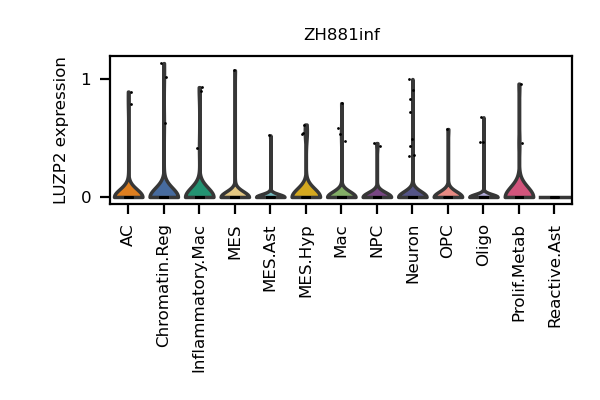 ZH881inf
LUZP2 expression
1
0
AC
Chromatin.Reg
Inflammatory.Mac
MES
MES.Ast
MES.Hyp
Mac
NPC
Neuron
OPC
Oligo
Prolif.Metab
Reactive.Ast